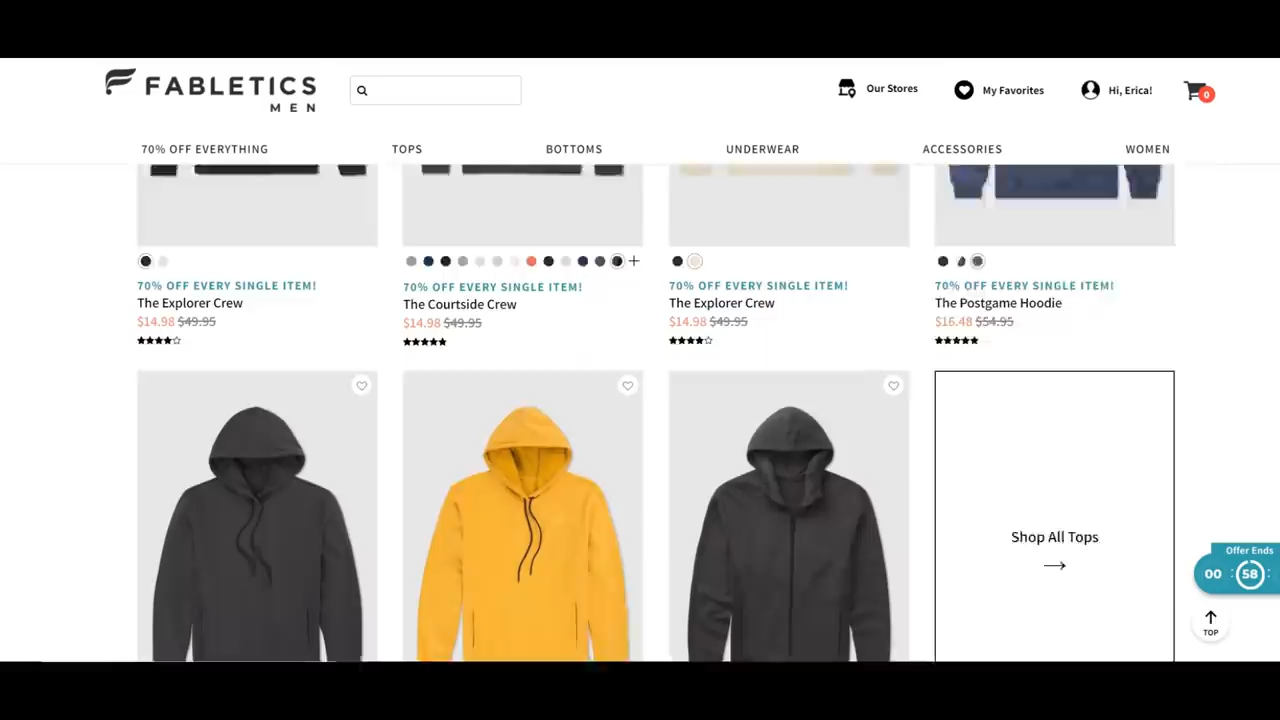 FABLETICS
MEN
Our Stores
My Favorites
Hi, Erica!
0
70% OFF EVERYTHING
TOPS
BOTTOMS
UNDERWEAR
ACCESSORIES
WOMEN
70% OFF EVERY SINGLE ITEM!
The Explorer Crew
$14.98 $49.95
70% OFF EVERY SINGLE ITEM!
The Courtside Crew
$14.98 $49.95
70% OFF EVERY SINGLE ITEM!
The Explorer Crew
$14.98 $49.95
70% OFF EVERY SINGLE ITEM!
The Postgame Hoodie
$16.48 $54.95
Shop All Tops
Offer Ends
00 : 58 :
TOP